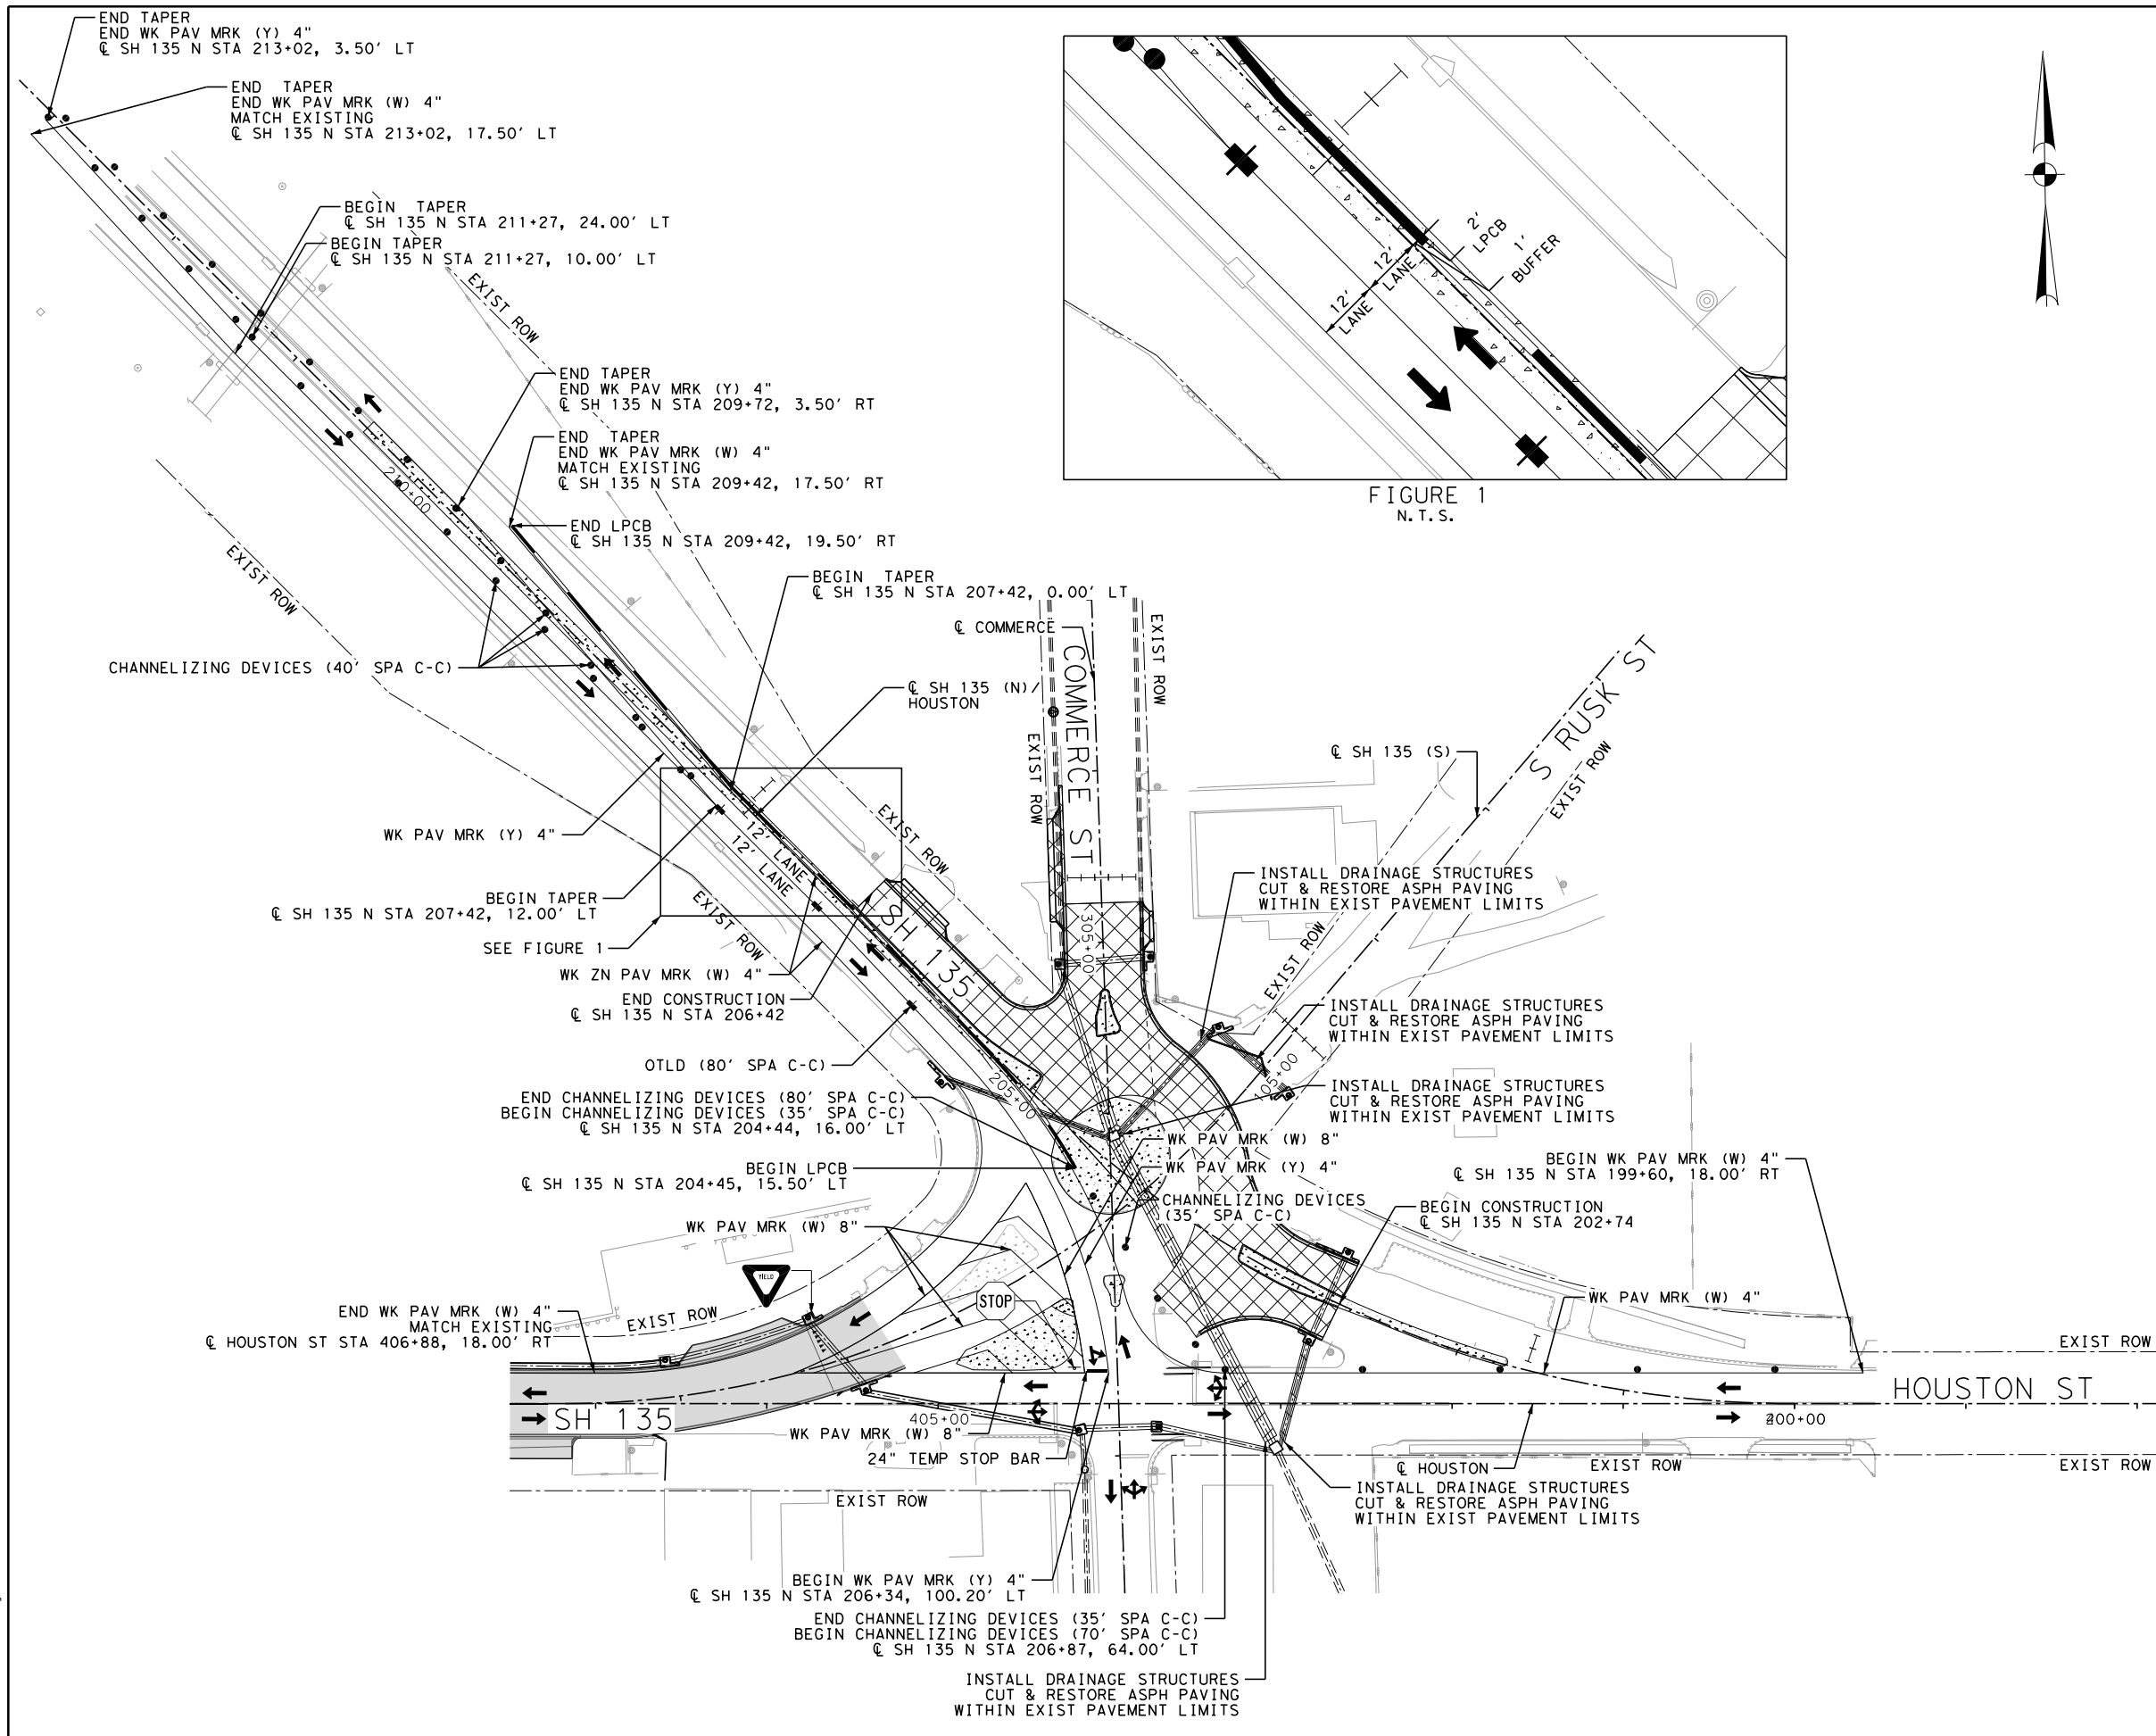 END TAPER
END WK PAV MRK (Y) 4"
℄ SH 135 N STA 213+02, 3.50' LT
END TAPER
END WK PAV MRK (W) 4"
MATCH EXISTING
℄ SH 135 N STA 213+02, 17.50' LT
BEGIN TAPER
℄ SH 135 N STA 211+27, 24.00' LT
BEGIN TAPER
℄ SH 135 N STA 211+27, 10.00' LT
EXIST ROW
2'
LPCB
1'
BUFFER
12'
LANE
12'
LANE
FIGURE 1
N.T.S.
END TAPER
END WK PAV MRK (Y) 4"
℄ SH 135 N STA 209+72, 3.50' RT
END TAPER
END WK PAV MRK (W) 4"
MATCH EXISTING
℄ SH 135 N STA 209+42, 17.50' RT
210+00
END LPCB
℄ SH 135 N STA 209+42, 19.50' RT
EXIST ROW
BEGIN TAPER
℄ SH 135 N STA 207+42, 0.00' LT
℄ COMMERCE
COMMERCE ST
EXIST ROW
EXIST ROW
CHANNELIZING DEVICES (40' SPA C-C)
℄ SH 135 (N)/
HOUSTON
S RUSK ST
℄ SH 135 (S)
EXIST ROW
WK PAV MRK (Y) 4"
12' LANE
12' LANE
EXIST ROW
BEGIN TAPER
℄ SH 135 N STA 207+42, 12.00' LT
EXIST ROW
SEE FIGURE 1
SH 135
305+00
INSTALL DRAINAGE STRUCTURES
CUT & RESTORE ASPH PAVING
WITHIN EXIST PAVEMENT LIMITS
EXIST ROW
WK ZN PAV MRK (W) 4"
END CONSTRUCTION
℄ SH 135 N STA 206+42
INSTALL DRAINAGE STRUCTURES
CUT & RESTORE ASPH PAVING
WITHIN EXIST PAVEMENT LIMITS
OTLD (80' SPA C-C)
205+00
05+00
END CHANNELIZING DEVICES (80' SPA C-C)
BEGIN CHANNELIZING DEVICES (35' SPA C-C)
℄ SH 135 N STA 204+44, 16.00' LT
INSTALL DRAINAGE STRUCTURES
CUT & RESTORE ASPH PAVING
WITHIN EXIST PAVEMENT LIMITS
WK PAV MRK (W) 8"
BEGIN LPCB
℄ SH 135 N STA 204+45, 15.50' LT
WK PAV MRK (Y) 4"
BEGIN WK PAV MRK (W) 4"
℄ SH 135 N STA 199+60, 18.00' RT
CHANNELIZING DEVICES
(35' SPA C-C)
BEGIN CONSTRUCTION
℄ SH 135 N STA 202+74
WK PAV MRK (W) 8"
YIELD
STOP
END WK PAV MRK (W) 4"
MATCH EXISTING
℄ HOUSTON ST STA 406+88, 18.00' RT
EXIST ROW
WK PAV MRK (W) 4"
EXIST ROW
HOUSTON ST
SH 135
405+00
200+00
WK PAV MRK (W) 8"
24" TEMP STOP BAR
EXIST ROW
℄ HOUSTON
EXIST ROW
EXIST ROW
INSTALL DRAINAGE STRUCTURES
CUT & RESTORE ASPH PAVING
WITHIN EXIST PAVEMENT LIMITS
BEGIN WK PAV MRK (Y) 4"
℄ SH 135 N STA 206+34, 100.20' LT
END CHANNELIZING DEVICES (35' SPA C-C)
BEGIN CHANNELIZING DEVICES (70' SPA C-C)
℄ SH 135 N STA 206+87, 64.00' LT
INSTALL DRAINAGE STRUCTURES
CUT & RESTORE ASPH PAVING
WITHIN EXIST PAVEMENT LIMITS